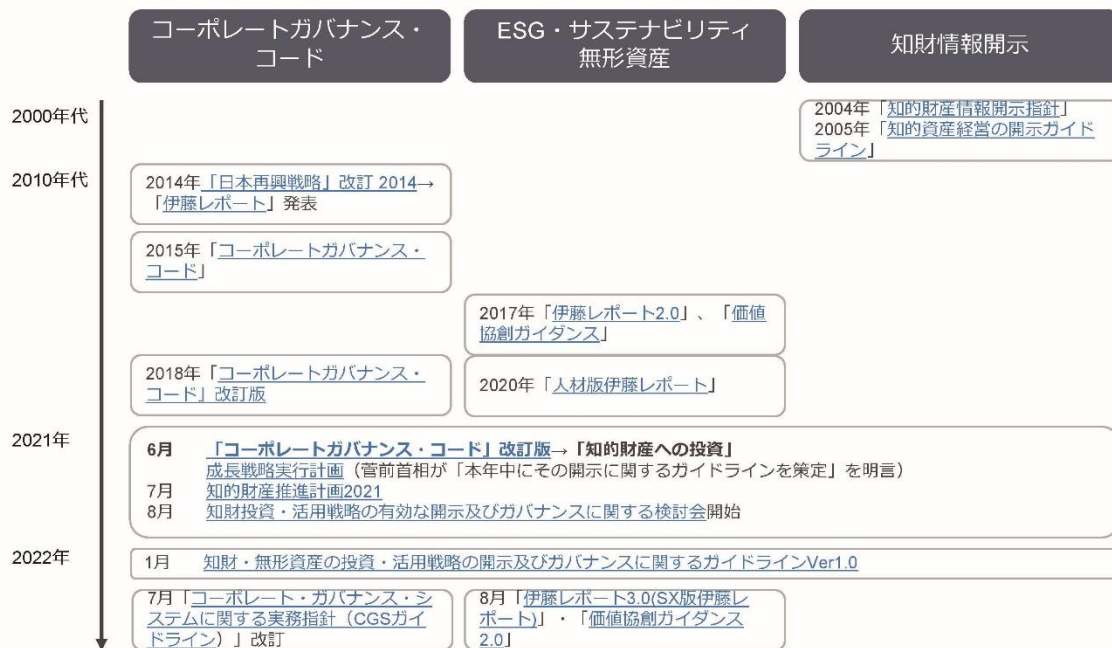 コーポレートガバナンス・
コード
ESG・サステナビリティ
無形資産
知財情報開示
2000年代
2004年「知的財産情報開示指針」
2005年「知的資産経営の開示ガイド
ライン」
2010年代
2014年「日本再興戦略」改訂 2014→
「伊藤レポート」発表
2015年「コーポレートガバナンス・
コード」
2017年「伊藤レポート2.0」、「価値
協創ガイダンス」
2018年「コーポレートガバナンス・
コード」改訂版
2020年「人材版伊藤レポート」
2021年
6月 「コーポレートガバナンス・コード」改訂版→「知的財産への投資」
成長戦略実行計画（菅前首相が「本年中にその開示に関するガイドラインを策定」を明言）
7月 知的財産推進計画2021
8月 知財投資・活用戦略の有効な開示及びガバナンスに関する検討会開始
2022年
1月 知財・無形資産の投資・活用戦略の開示及びガバナンスに関するガイドラインVer1.0
7月「コーポレート・ガバナンス・シ
ステムに関する実務指針（CGSガイ
ドライン）」改訂
8月「伊藤レポート3.0(SX版伊藤レ
ポート)」・「価値協創ガイダンス
2.0」